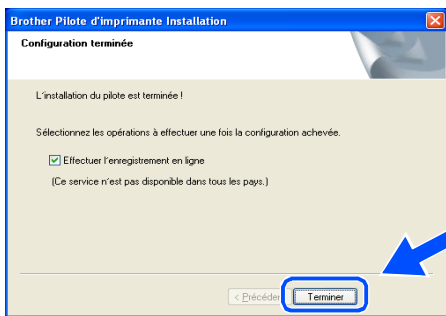 Brother Pilote d'imprimante Installation
Configuration terminée
L'installation du pilote est terminée !
Sélectionnez les opérations à effectuer une fois la configuration achevée.
Effectuer l'enregistrement en ligne
(Ce service n'est pas disponible dans tous les pays.)
< Précéden Terminer